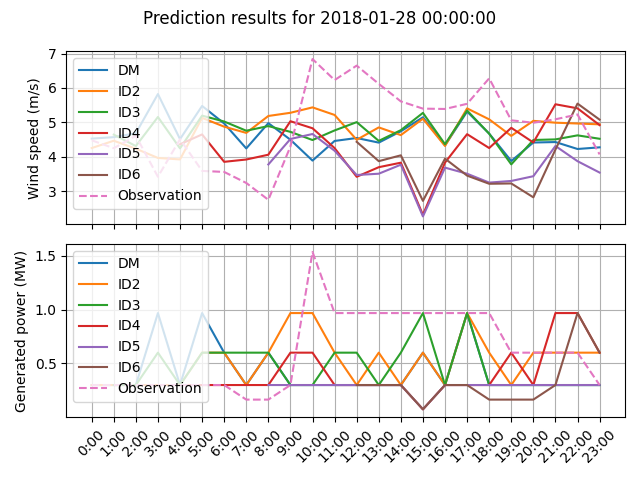 Prediction results for 2018-01-28 00:00:00
Wind speed (m/s)
7
6
5
4
3
DM
ID2
ID3
ID4
ID5
ID6
Observation
Generated power (MW)
1.5
1.0
0.5
DM
ID2
ID3
ID4
ID5
ID6
Observation
0:00 1:00 2:00 3:00 4:00 5:00 6:00 7:00 8:00 9:00 10:00 11:00 12:00 13:00 14:00 15:00 16:00 17:00 18:00 19:00 20:00 21:00 22:00 23:00